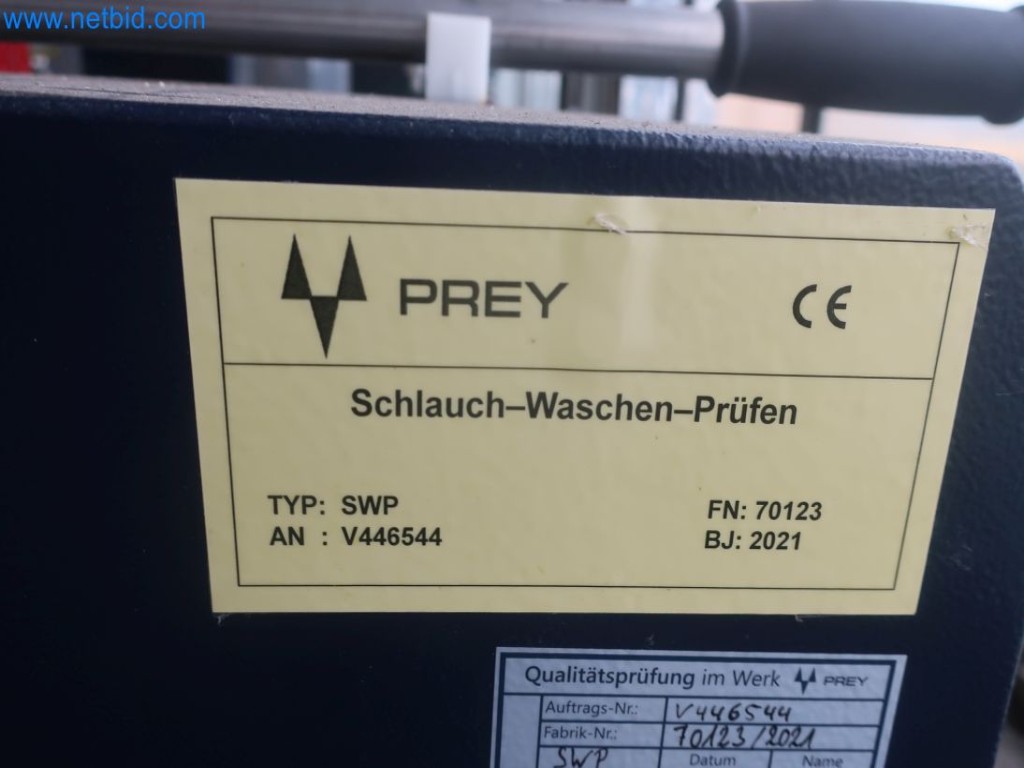 www.netbid.com
PREY CE
Schlauch–Waschen–Prüfen
TYP: SWP FN: 70123
AN : V446544 BJ: 2021
Qualitätsprüfung im Werk PREY
Auftrags-Nr.: V446544
Fabrik-Nr.: 70123/2021
SWP Datum Name